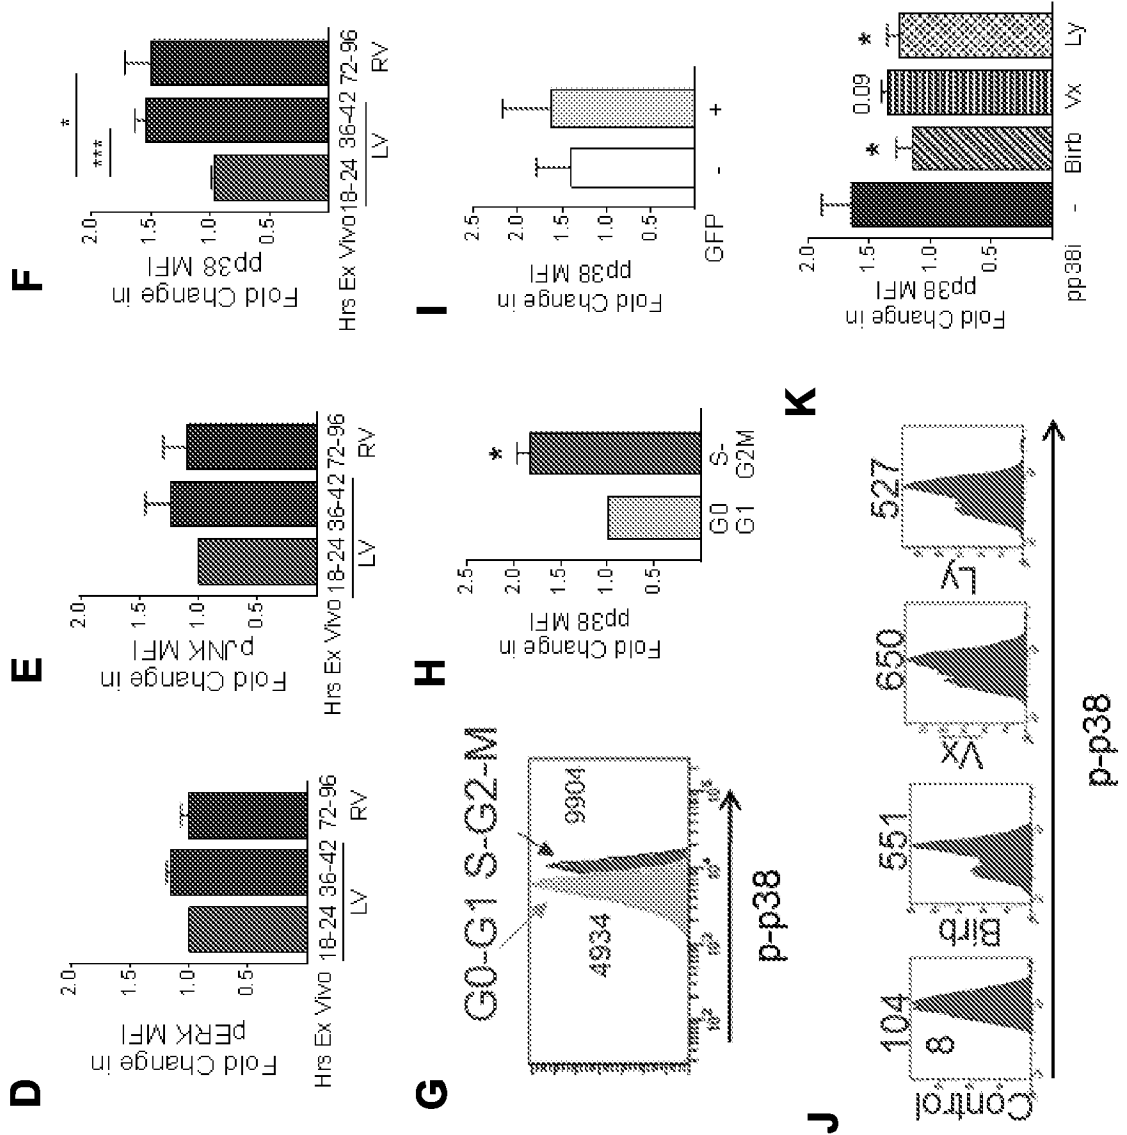 D
Fold Change in
pERK MFI
2.0
1.5
1.0
0.5
Hrs Ex Vivo
18-24
36-42
72-96
LV
RV
E
Fold Change in
pJNK MFI
2.0
1.5
1.0
0.5
Hrs Ex Vivo
18-24
36-42
72-96
LV
RV
F
Fold Change in
pp38 MFI
2.0
1.5
1.0
0.5
*
***
Hrs Ex Vivo
18-24
36-42
72-96
LV
RV
G
G0-G1 S-G2-M
4934
9904
p-p38
H
Fold Change in
pp38 MFI
2.5
2.0
1.5
1.0
0.5
*
G0
G1
S-
G2M
I
Fold Change in
pp38 MFI
2.0
1.5
1.0
0.5
GFP
-
+
J
Control
104
8
Birb
551
Vx
650
Ly
527
p-p38
K
Fold Change in
pp38 MFI
2.0
1.5
1.0
0.5
*
0.09
*
pp38i
-
Birb
Vx
Ly